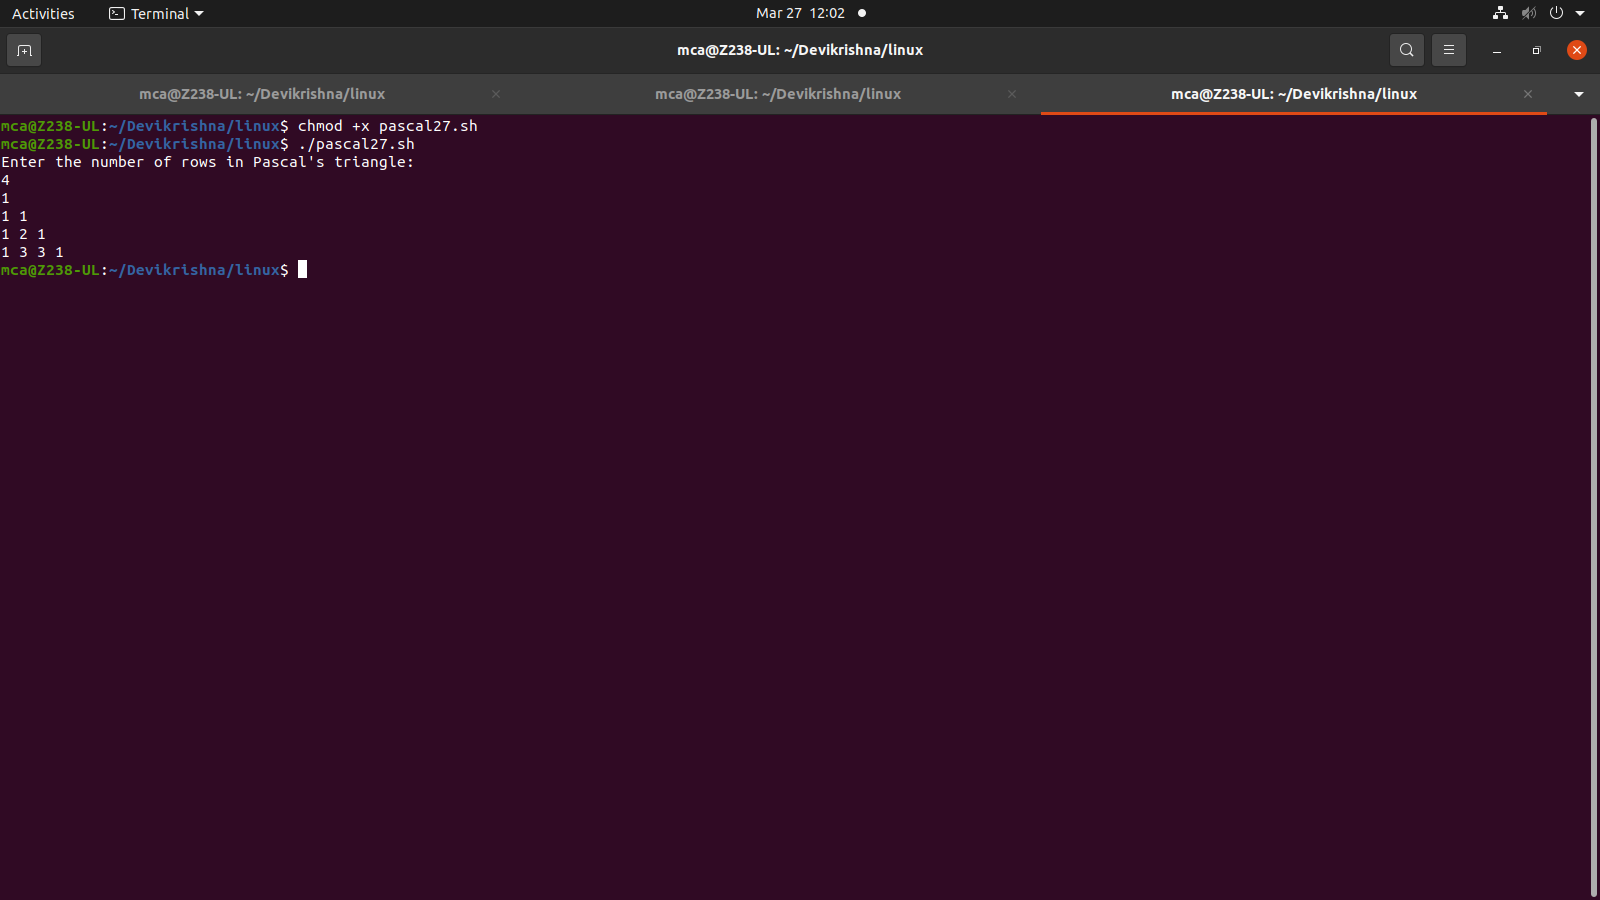 Activities
Terminal
Mar 27 12:02
mca@Z238-UL: ~/Devikrishna/linux
mca@Z238-UL: ~/Devikrishna/linux
mca@Z238-UL: ~/Devikrishna/linux
mca@Z238-UL: ~/Devikrishna/linux
mca@Z238-UL:~/Devikrishna/linux$ chmod +x pascal27.sh
mca@Z238-UL:~/Devikrishna/linux$ ./pascal27.sh
Enter the number of rows in Pascal's triangle:
4
1
1 1
1 2 1
1 3 3 1
mca@Z238-UL:~/Devikrishna/linux$